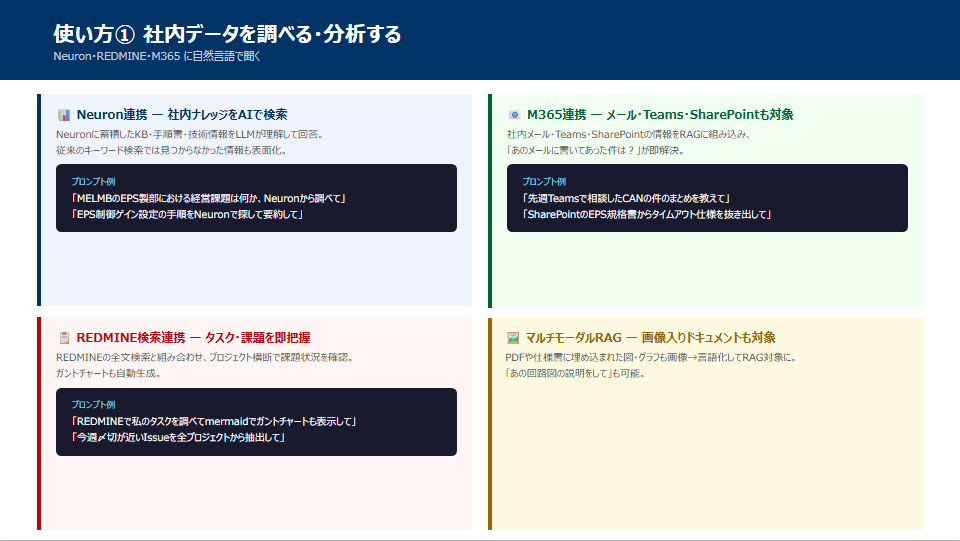 使い方① 社内データを調べる・分析する
Neuron・REDMINE・M365 に自然言語で聞く
Neuron連携 — 社内ナレッジをAIで検索
Neuronに蓄積したKB・手順書・技術情報をLLMが理解して回答。
従来のキーワード検索では見つからなかった情報も表面化。
プロンプト例
「MELMBのEPS製部における経営課題は何か、Neuronから調べて」
「EPS制御ゲイン設定の手順をNeuronで探して要約して」
M365連携 — メール・Teams・SharePointも対象
社内メール・Teams・SharePointの情報をRAGに組み込み、
「あのメールに書いてあった件は？」が即解決。
プロンプト例
「先週Teamsで相談したCANの件のまとめを教えて」
「SharePointのEPS規格書からタイムアウト仕様を抜き出して」
REDMINE検索連携 — タスク・課題を即把握
REDMINEの全文検索と組み合わせ、プロジェクト横断で課題状況を確認。
ガントチャートも自動生成。
プロンプト例
「REDMINEで私のタスクを調べてmermaidでガントチャートも表示して」
「今週〆切が近いIssueを全プロジェクトから抽出して」
マルチモーダルRAG — 画像入りドキュメントも対象
PDFや仕様書に埋め込まれた図・グラフも画像→言語化してRAG対象に。
「あの回路図の説明をして」も可能。